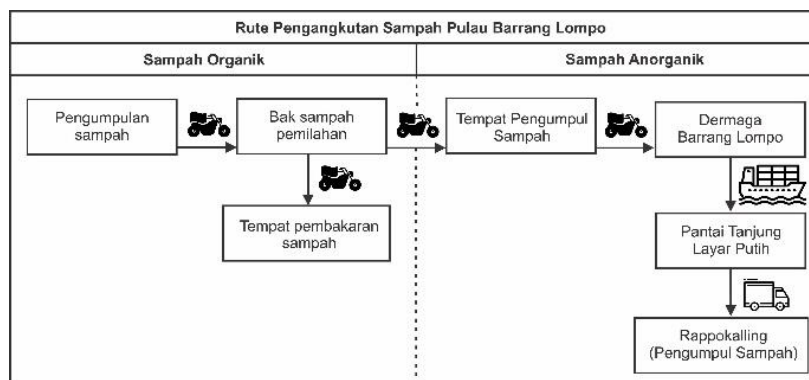 Rute Pengangkutan Sampah Pulau Barrang Lompo
Sampah Organik
Sampah Anorganik
Pengumpulan
sampah
Bak sampah
pemilahan
Tempat Pengumpul
Sampah
Dermaga
Barrang Lompo
Tempat pembakaran
sampah
Pantai Tanjung
Layar Putih
Rappokalling
(Pengumpul Sampah)